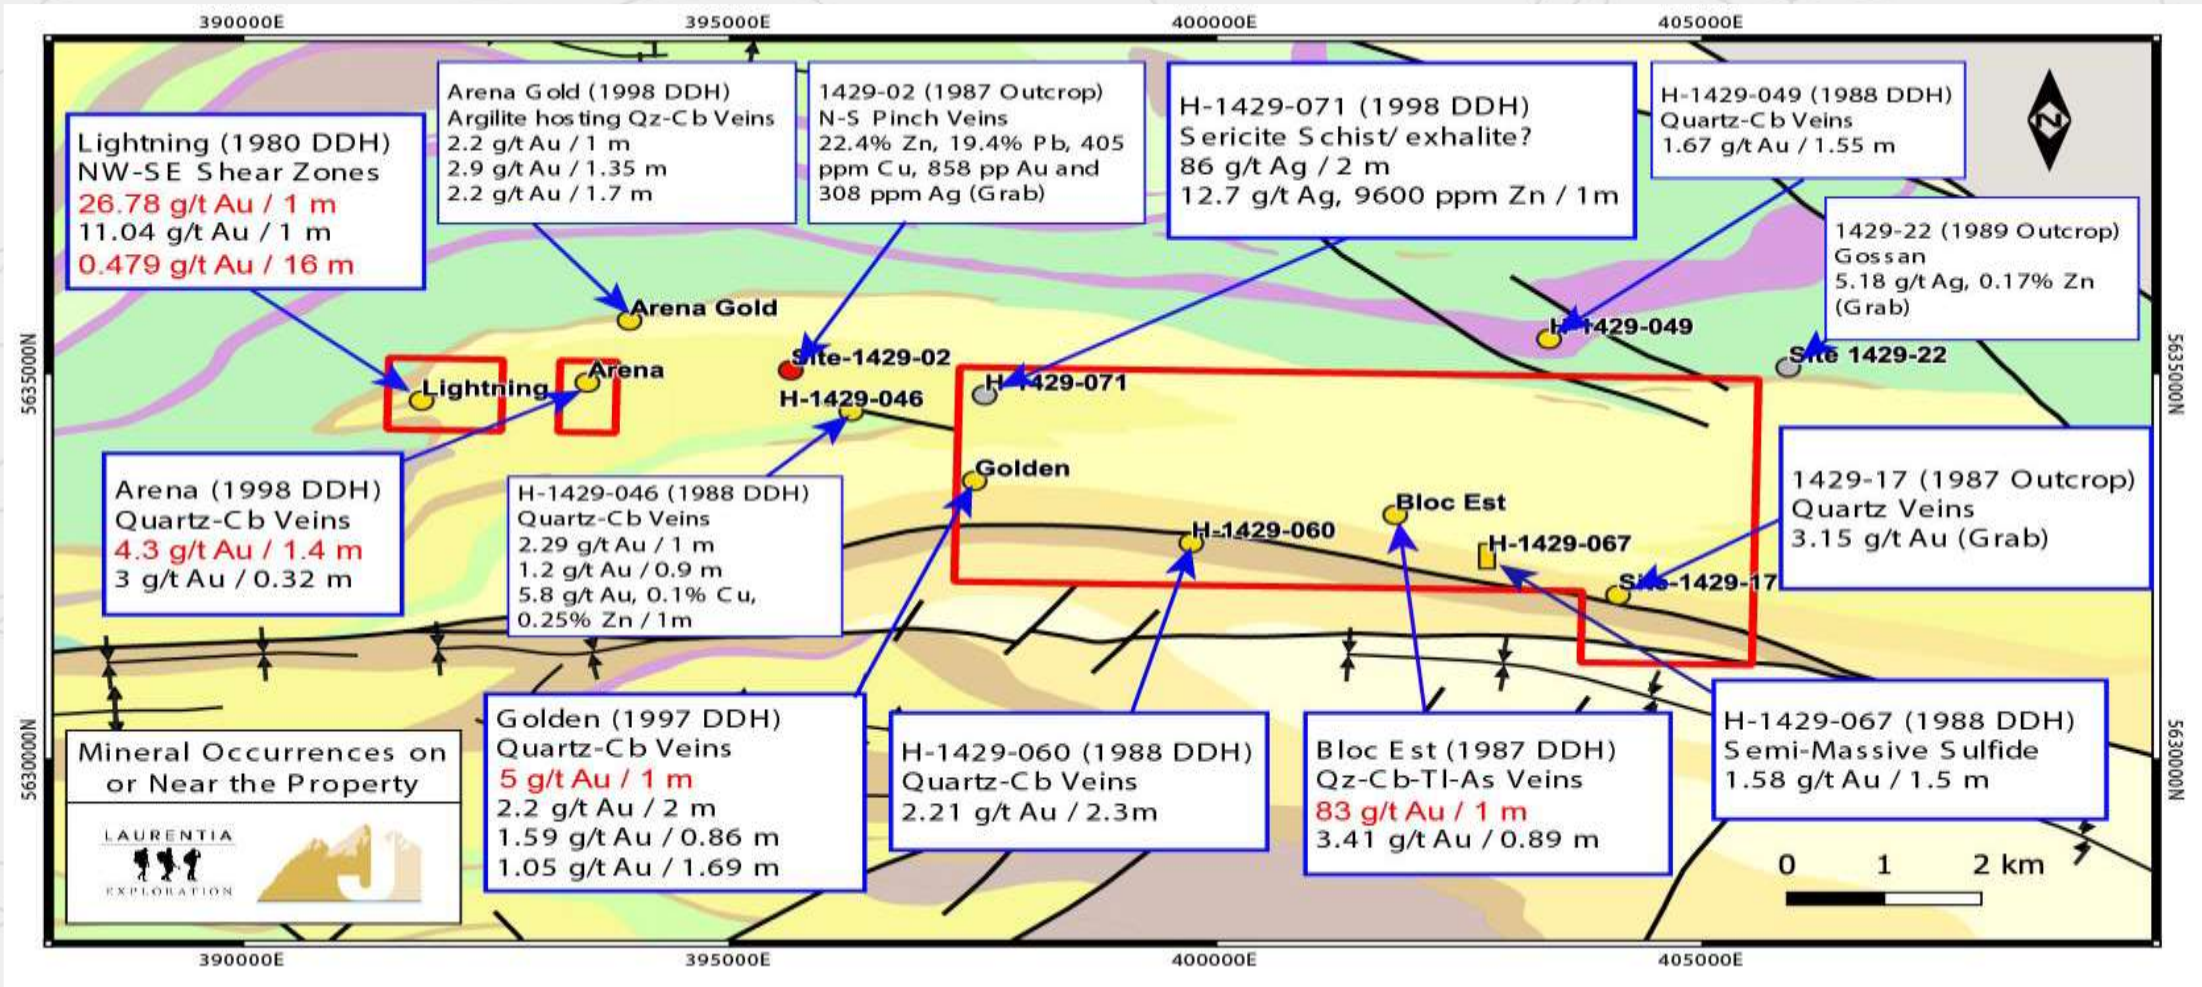 390000E
395000E
400000E
405000E
Lightning (1980 DDH)
NW-SE Shear Zones
26.78 g/t Au / 1 m
11.04 g/t Au / 1 m
0.479 g/t Au / 16 m
Arena Gold (1998 DDH)
Argilite hosting Qz-Cb Veins
2.2 g/t Au / 1 m
2.9 g/t Au / 1.35 m
2.2 g/t Au / 1.7 m
1429-02 (1987 Outcrop)
N-S Pinch Veins
22.4% Zn, 19.4% Pb, 405
ppm Cu, 858 pp Au and
308 ppm Ag (Grab)
H-1429-071 (1998 DDH)
Sericite Schist/ exhalite?
86 g/t Ag / 2 m
12.7 g/t Ag, 9600 ppm Zn / 1m
H-1429-049 (1988 DDH)
Quartz-Cb Veins
1.67 g/t Au / 1.55 m
N
1429-22 (1989 Outcrop)
Gossan
5.18 g/t Ag, 0.17% Zn
(Grab)
Arena Gold
H-1429-049
Site-1429-02
Site 1429-22
Arena
Lightning
H-1429-071
H-1429-046
Golden
Bloc Est
H-1429-060
H-1429-067
Site-1429-17
5635000N
5635000N
Arena (1998 DDH)
Quartz-Cb Veins
4.3 g/t Au / 1.4 m
3 g/t Au / 0.32 m
H-1429-046 (1988 DDH)
Quartz-Cb Veins
2.29 g/t Au / 1 m
1.2 g/t Au / 0.9 m
5.8 g/t Au, 0.1% Cu,
0.25% Zn / 1m
1429-17 (1987 Outcrop)
Quartz Veins
3.15 g/t Au (Grab)
5630000N
5630000N
Mineral Occurrences on
or Near the Property
LAURENTIA
EXPLORATION
Golden (1997 DDH)
Quartz-Cb Veins
5 g/t Au / 1 m
2.2 g/t Au / 2 m
1.59 g/t Au / 0.86 m
1.05 g/t Au / 1.69 m
H-1429-060 (1988 DDH)
Quartz-Cb Veins
2.21 g/t Au / 2.3m
Bloc Est (1987 DDH)
Qz-Cb-Tl-As Veins
83 g/t Au / 1 m
3.41 g/t Au / 0.89 m
H-1429-067 (1988 DDH)
Semi-Massive Sulfide
1.58 g/t Au / 1.5 m
0 1 2 km
390000E
395000E
400000E
405000E